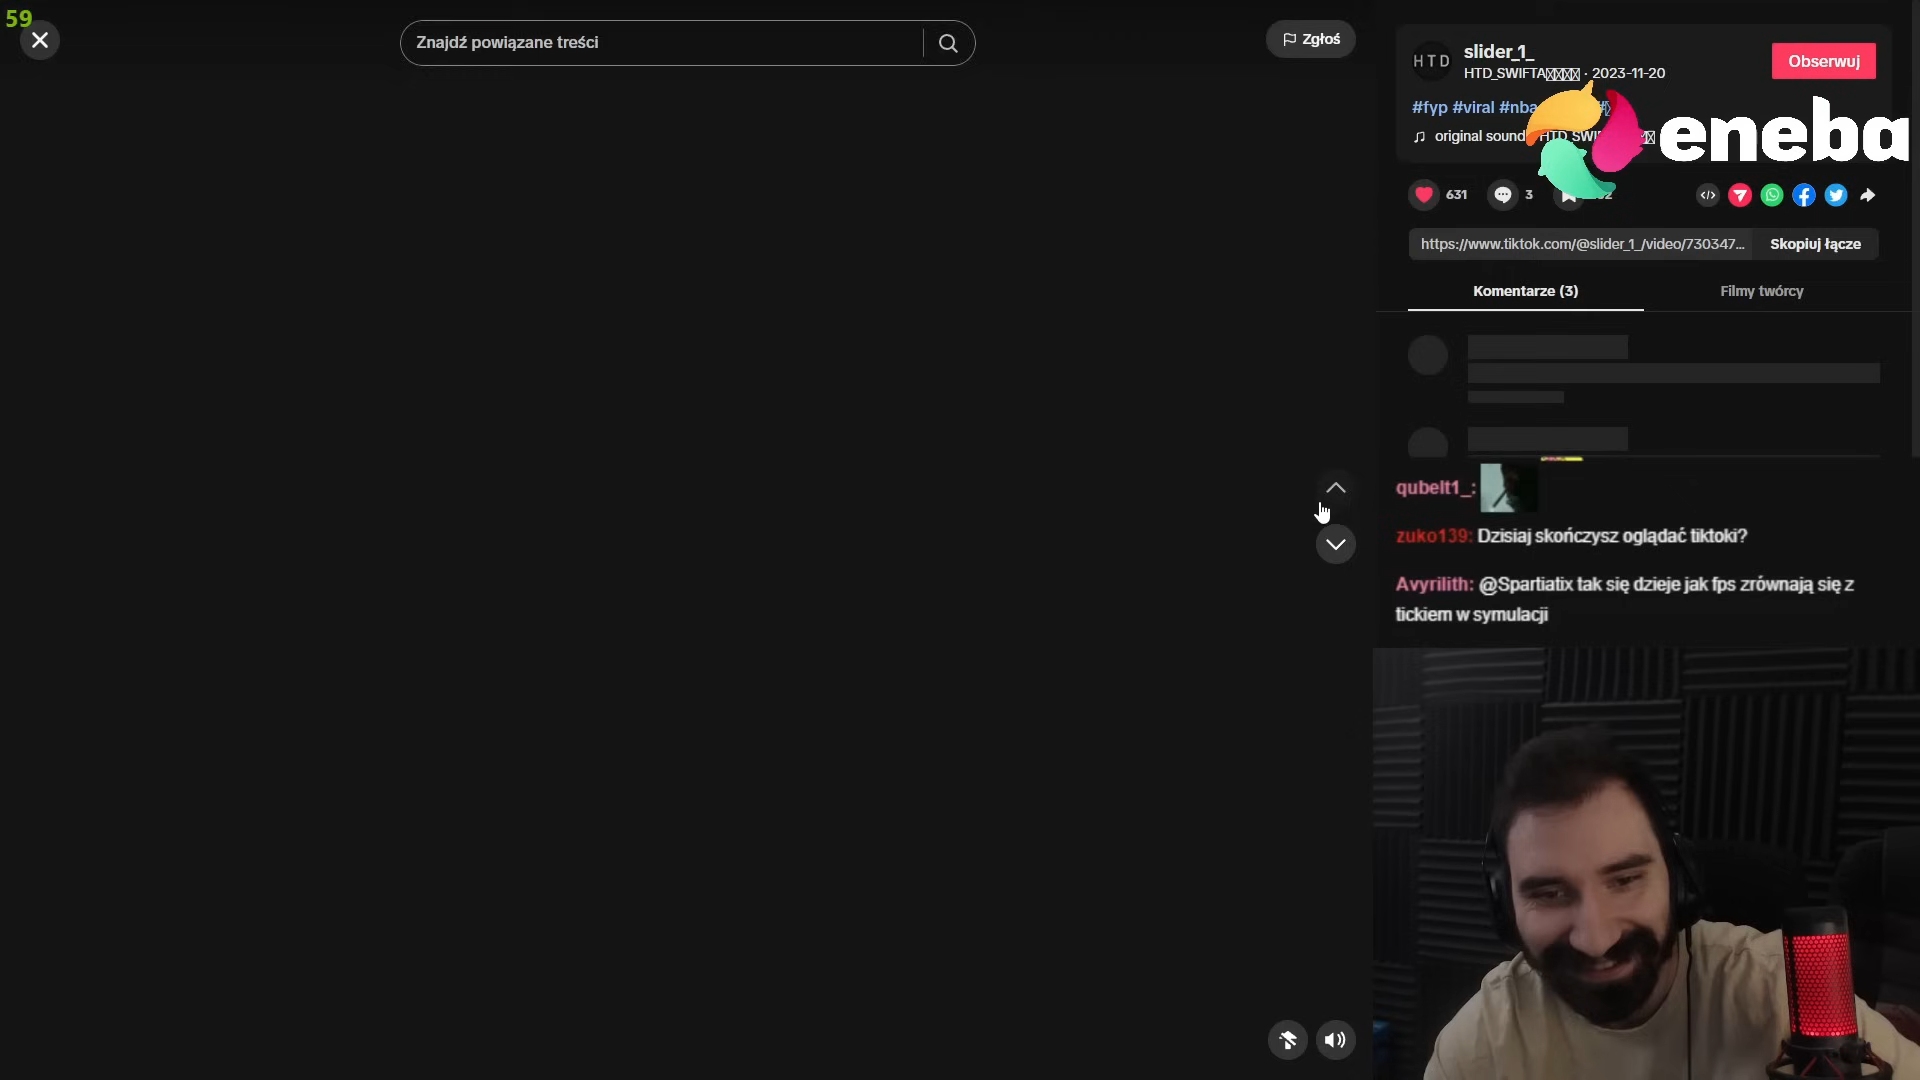 59
Znajdź powiązane treści
Zgłoś
HTD
slider_1_
Obserwuj
HTD_SWIFTA · 2023-11-20
#fyp #viral #nba
eneba
original sound
631
3
https://www.tiktok.com/@slider_1_/video/730347...
Skopiuj łącze
Komentarze (3)
Filmy twórcy
qubelt1_:
zuko139: Dzisiaj skończysz oglądać tiktoki?
Avyrilith: @Spartiatix tak się dzieje jak fps zrównają się z
tickiem w symulacji